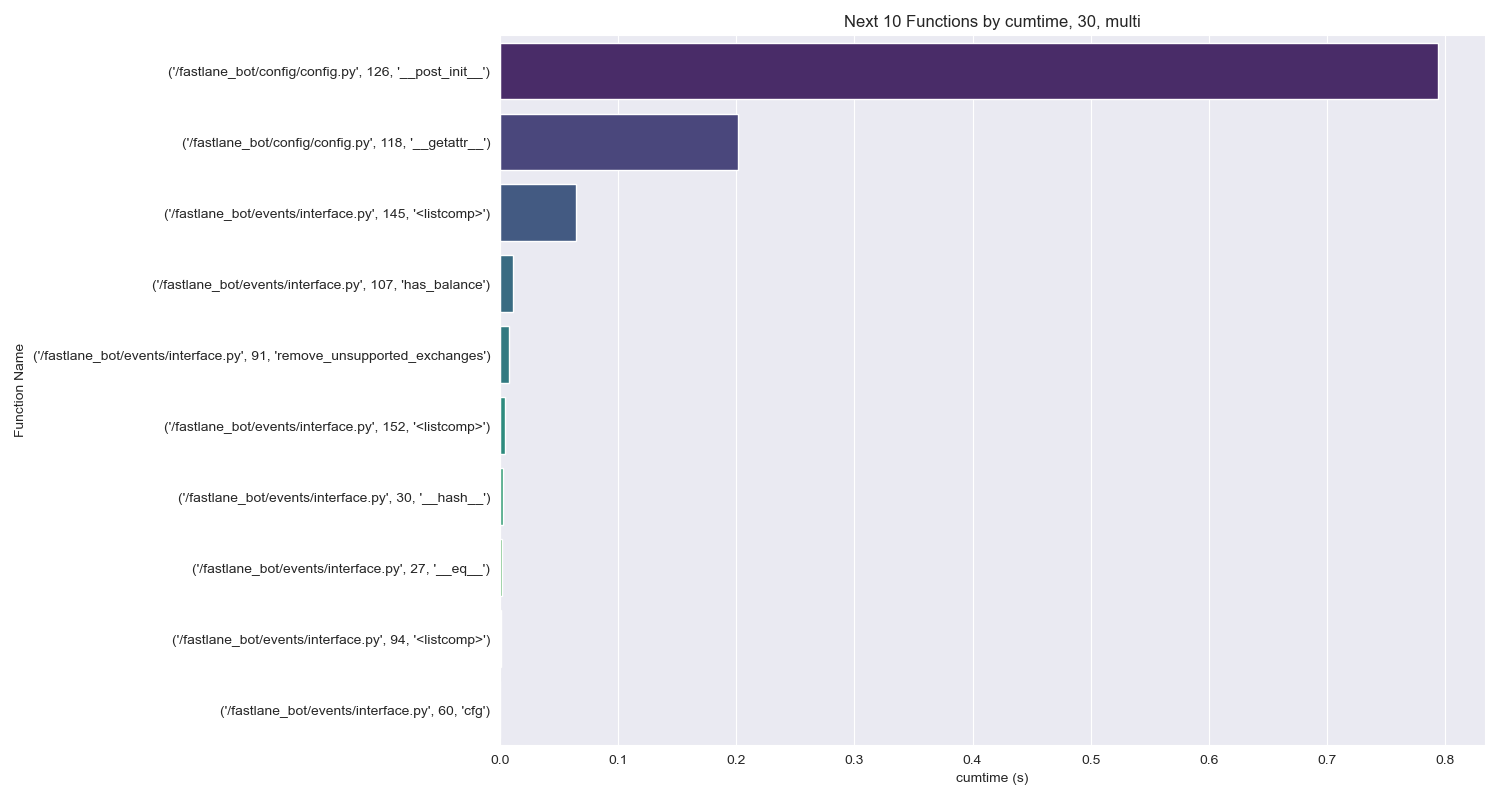 Next 10 Functions by cumtime, 30, multi
('/fastlane_bot/config/config.py', 126, '__post_init__')
('/fastlane_bot/config/config.py', 118, '__getattr__')
('/fastlane_bot/events/interface.py', 145, '<listcomp>')
('/fastlane_bot/events/interface.py', 107, 'has_balance')
('/fastlane_bot/events/interface.py', 91, 'remove_unsupported_exchanges')
('/fastlane_bot/events/interface.py', 152, '<listcomp>')
('/fastlane_bot/events/interface.py', 30, '__hash__')
('/fastlane_bot/events/interface.py', 27, '__eq__')
('/fastlane_bot/events/interface.py', 94, '<listcomp>')
('/fastlane_bot/events/interface.py', 60, 'cfg')
Function Name
0.0 0.1 0.2 0.3 0.4 0.5 0.6 0.7 0.8
cumtime (s)